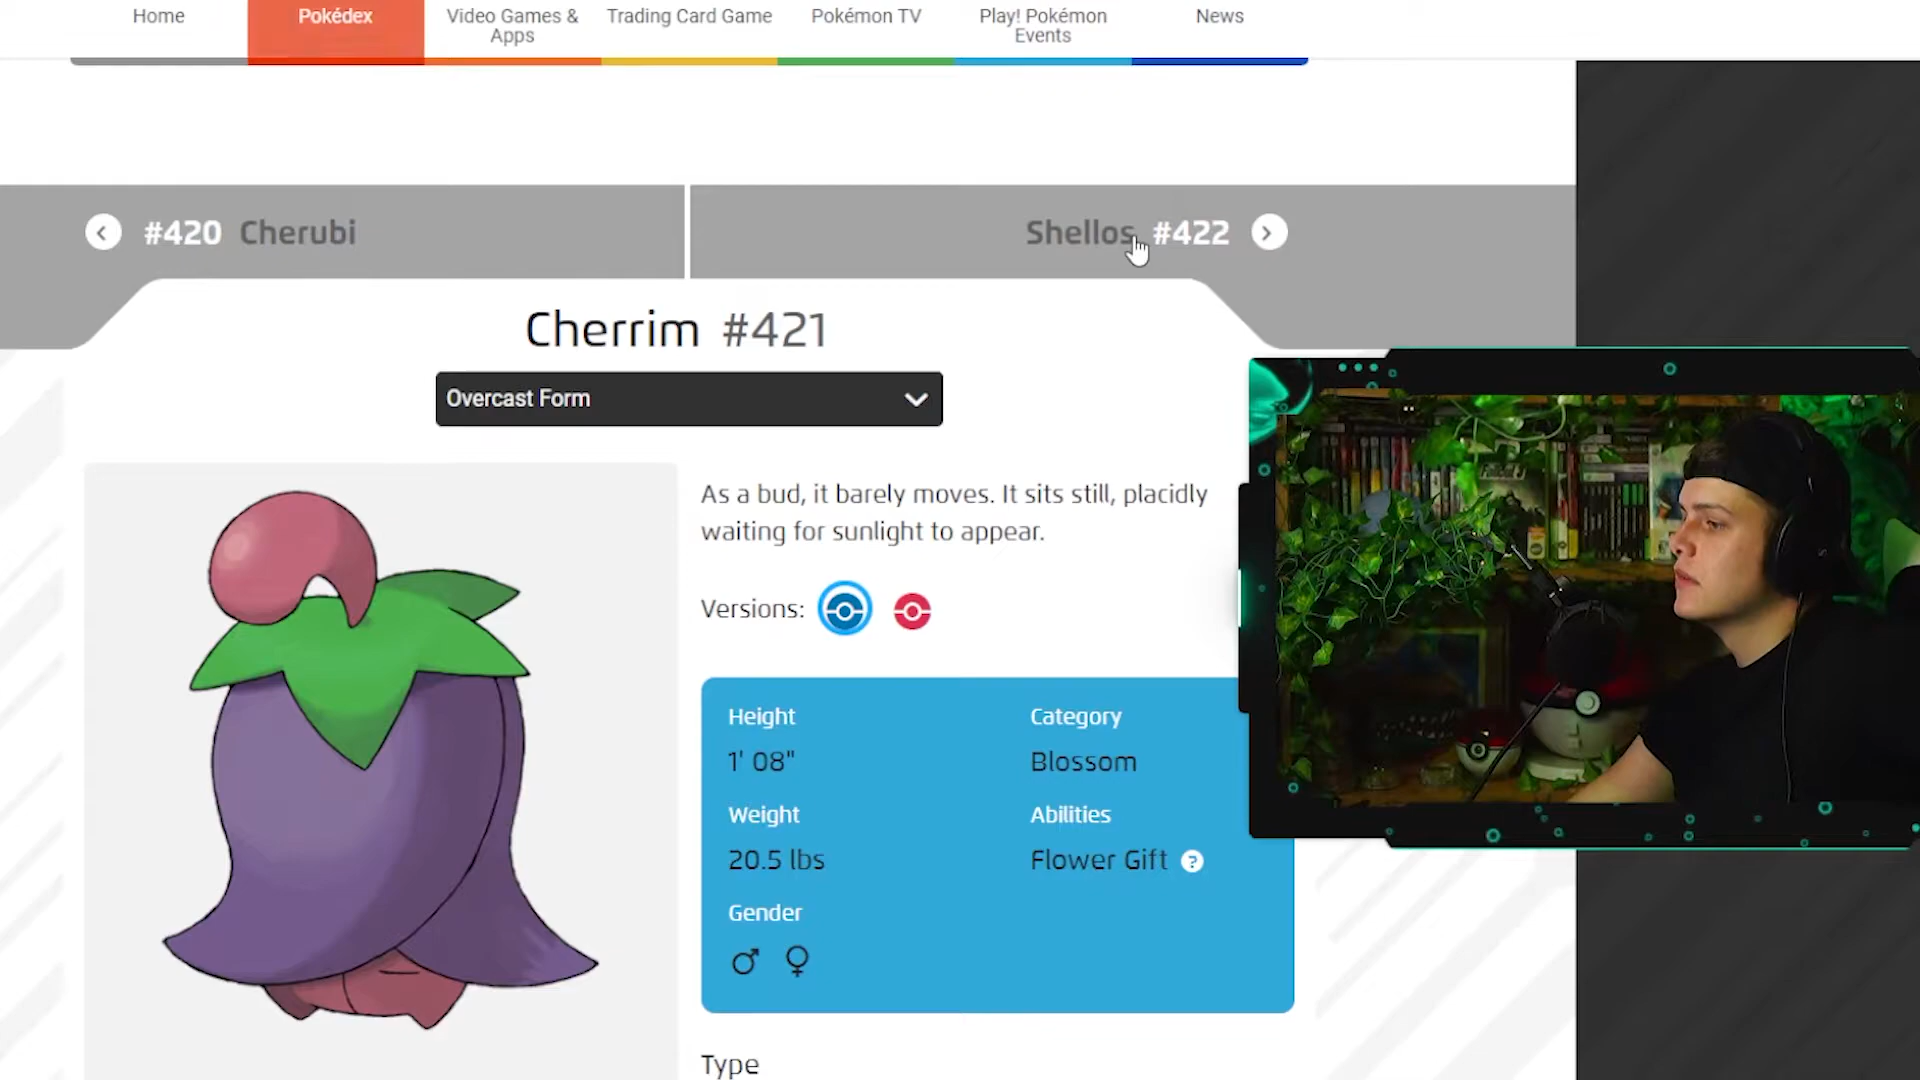 Home
Pokédex
Video Games &
Apps
Trading Card Game
Pokémon TV
Play! Pokémon
Events
News
#420 Cherubi
Shellos #422
Cherrim #421
Overcast Form
As a bud, it barely moves. It sits still, placidly
waiting for sunlight to appear.
Versions:
Height
1' 08"
Category
Blossom
Weight
20.5 lbs
Abilities
Flower Gift ?
Gender
Type